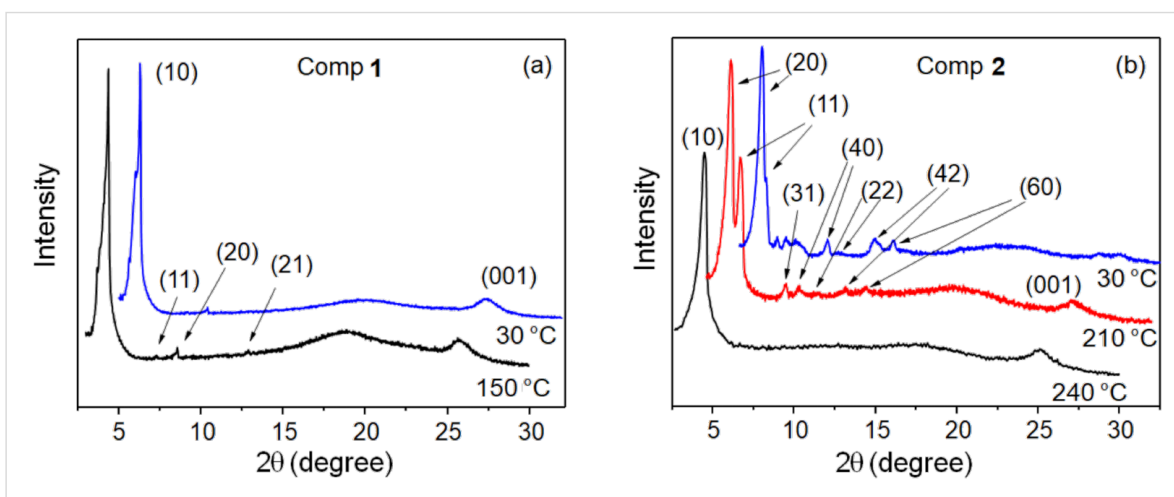 Comp 1
(a)
(10)
(11)
(20)
(21)
(001)
30 °C
150 °C
Intensity
5
10
15
20
25
30
2θ (degree)
Comp 2
(b)
(20)
(11)
(10)
(40)
(31)
(22)
(42)
(60)
(001)
30 °C
210 °C
240 °C
Intensity
5
10
15
20
25
30
2θ (degree)